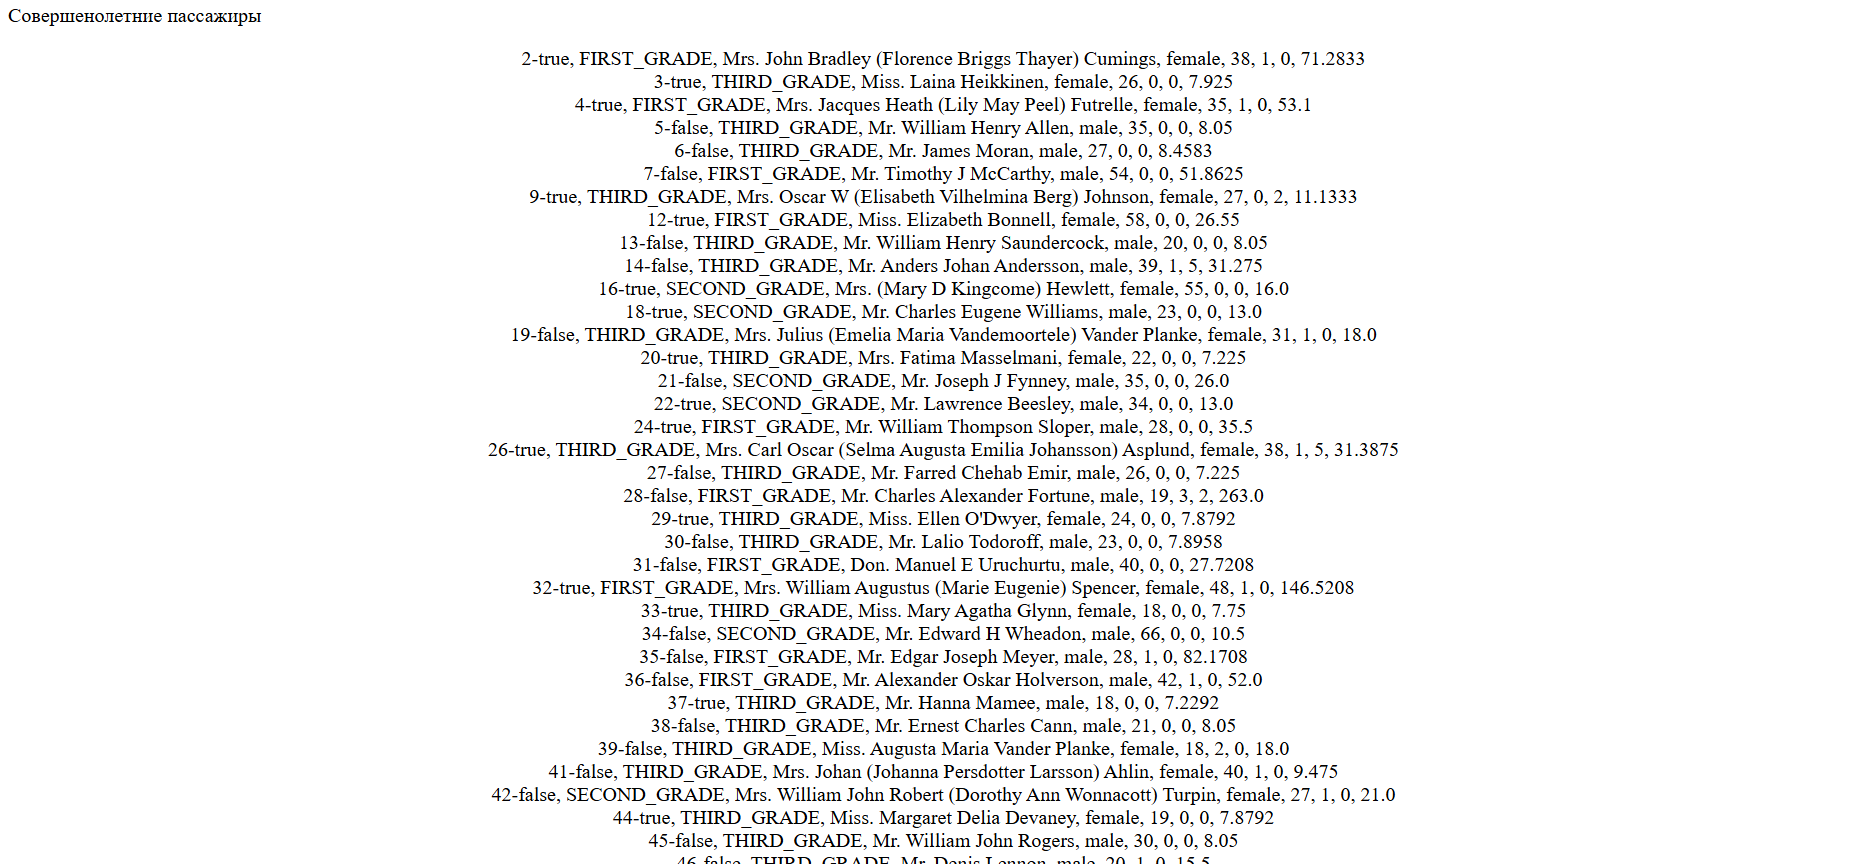 Совершенолетние пассажиры
2-true, FIRST_GRADE, Mrs. John Bradley (Florence Briggs Thayer) Cumings, female, 38, 1, 0, 71.2833
3-true, THIRD_GRADE, Miss. Laina Heikkinen, female, 26, 0, 0, 7.925
4-true, FIRST_GRADE, Mrs. Jacques Heath (Lily May Peel) Futrelle, female, 35, 1, 0, 53.1
5-false, THIRD_GRADE, Mr. William Henry Allen, male, 35, 0, 0, 8.05
6-false, THIRD_GRADE, Mr. James Moran, male, 27, 0, 0, 8.4583
7-false, FIRST_GRADE, Mr. Timothy J McCarthy, male, 54, 0, 0, 51.8625
9-true, THIRD_GRADE, Mrs. Oscar W (Elisabeth Vilhelmina Berg) Johnson, female, 27, 0, 2, 11.1333
12-true, FIRST_GRADE, Miss. Elizabeth Bonnell, female, 58, 0, 0, 26.55
13-false, THIRD_GRADE, Mr. William Henry Saundercock, male, 20, 0, 0, 8.05
14-false, THIRD_GRADE, Mr. Anders Johan Andersson, male, 39, 1, 5, 31.275
16-true, SECOND_GRADE, Mrs. (Mary D Kingcome) Hewlett, female, 55, 0, 0, 16.0
18-true, SECOND_GRADE, Mr. Charles Eugene Williams, male, 23, 0, 0, 13.0
19-false, THIRD_GRADE, Mrs. Julius (Emelia Maria Vandemoortele) Vander Planke, female, 31, 1, 0, 18.0
20-true, THIRD_GRADE, Mrs. Fatima Masselmani, female, 22, 0, 0, 7.225
21-false, SECOND_GRADE, Mr. Joseph J Fynney, male, 35, 0, 0, 26.0
22-true, SECOND_GRADE, Mr. Lawrence Beesley, male, 34, 0, 0, 13.0
24-true, FIRST_GRADE, Mr. William Thompson Sloper, male, 28, 0, 0, 35.5
26-true, THIRD_GRADE, Mrs. Carl Oscar (Selma Augusta Emilia Johansson) Asplund, female, 38, 1, 5, 31.3875
27-false, THIRD_GRADE, Mr. Farred Chehab Emir, male, 26, 0, 0, 7.225
28-false, FIRST_GRADE, Mr. Charles Alexander Fortune, male, 19, 3, 2, 263.0
29-true, THIRD_GRADE, Miss. Ellen O'Dwyer, female, 24, 0, 0, 7.8792
30-false, THIRD_GRADE, Mr. Lalio Todoroff, male, 23, 0, 0, 7.8958
31-false, FIRST_GRADE, Don. Manuel E Uruchurtu, male, 40, 0, 0, 27.7208
32-true, FIRST_GRADE, Mrs. William Augustus (Marie Eugenie) Spencer, female, 48, 1, 0, 146.5208
33-true, THIRD_GRADE, Miss. Mary Agatha Glynn, female, 18, 0, 0, 7.75
34-false, SECOND_GRADE, Mr. Edward H Wheadon, male, 66, 0, 0, 10.5
35-false, FIRST_GRADE, Mr. Edgar Joseph Meyer, male, 28, 1, 0, 82.1708
36-false, FIRST_GRADE, Mr. Alexander Oskar Holverson, male, 42, 1, 0, 52.0
37-true, THIRD_GRADE, Mr. Hanna Mamee, male, 18, 0, 0, 7.2292
38-false, THIRD_GRADE, Mr. Ernest Charles Cann, male, 21, 0, 0, 8.05
39-false, THIRD_GRADE, Miss. Augusta Maria Vander Planke, female, 18, 2, 0, 18.0
41-false, THIRD_GRADE, Mrs. Johan (Johanna Persdotter Larsson) Ahlin, female, 40, 1, 0, 9.475
42-false, SECOND_GRADE, Mrs. William John Robert (Dorothy Ann Wonnacott) Turpin, female, 27, 1, 0, 21.0
44-true, THIRD_GRADE, Miss. Margaret Delia Devaney, female, 19, 0, 0, 7.8792
45-false, THIRD_GRADE, Mr. William John Rogers, male, 30, 0, 0, 8.05
46-false, THIRD_GRADE, Mr. Denis Lennon, male, 20, 1, 0, 15.5